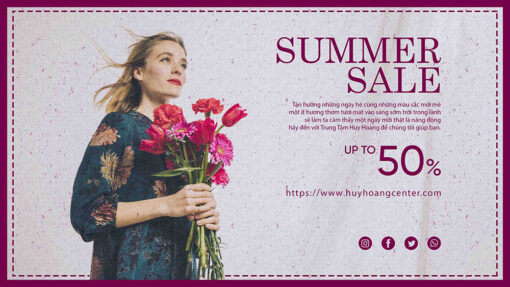 SUMMER
SALE
Tận hưởng những ngày hè cùng những màu sắc mới mẻ
một ít hương thơm tươi mát vào sáng sớm trời trong lành
sẽ làm ta cảm thấy một ngày mới thật là năng động
hãy đến với Trung Tâm Huy Hoàng để chúng tôi giúp bạn.
UP TO 50%
https://www.huyhoangcenter.com